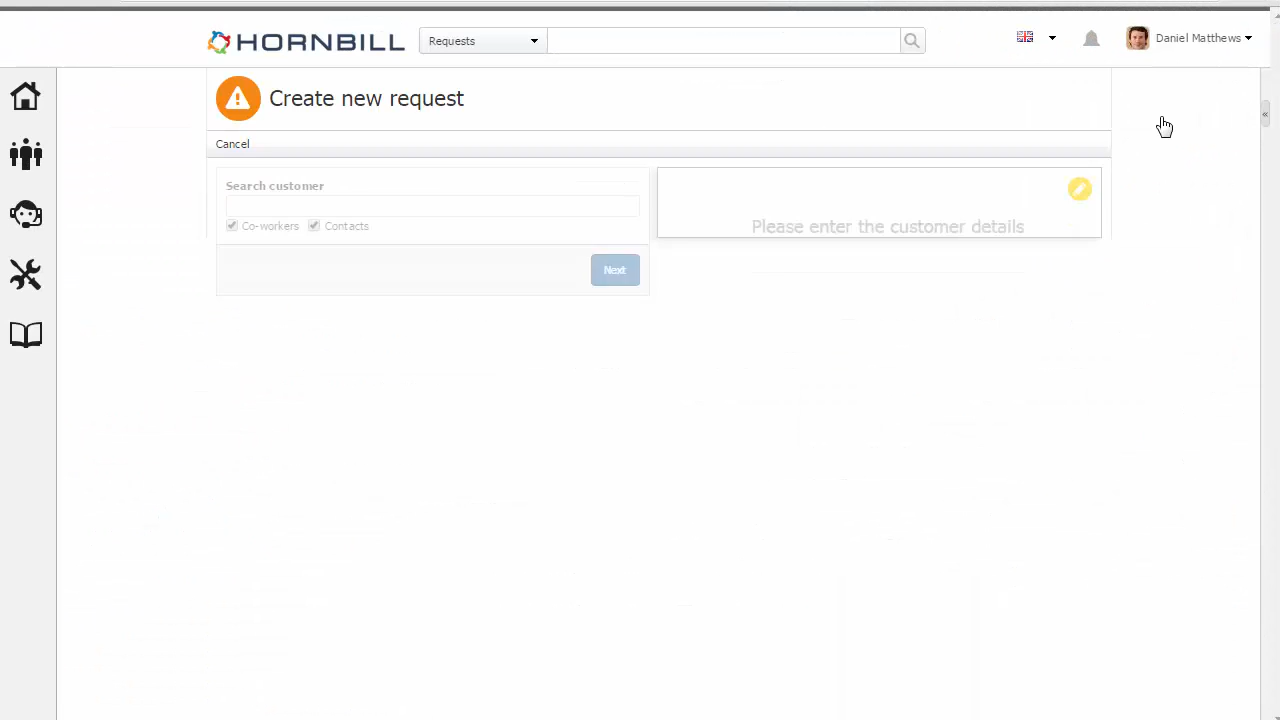 HORNBILL
Requests
Daniel Matthews
Create new request
Cancel
Search customer
Co-workers Contacts
Next
Please enter the customer details